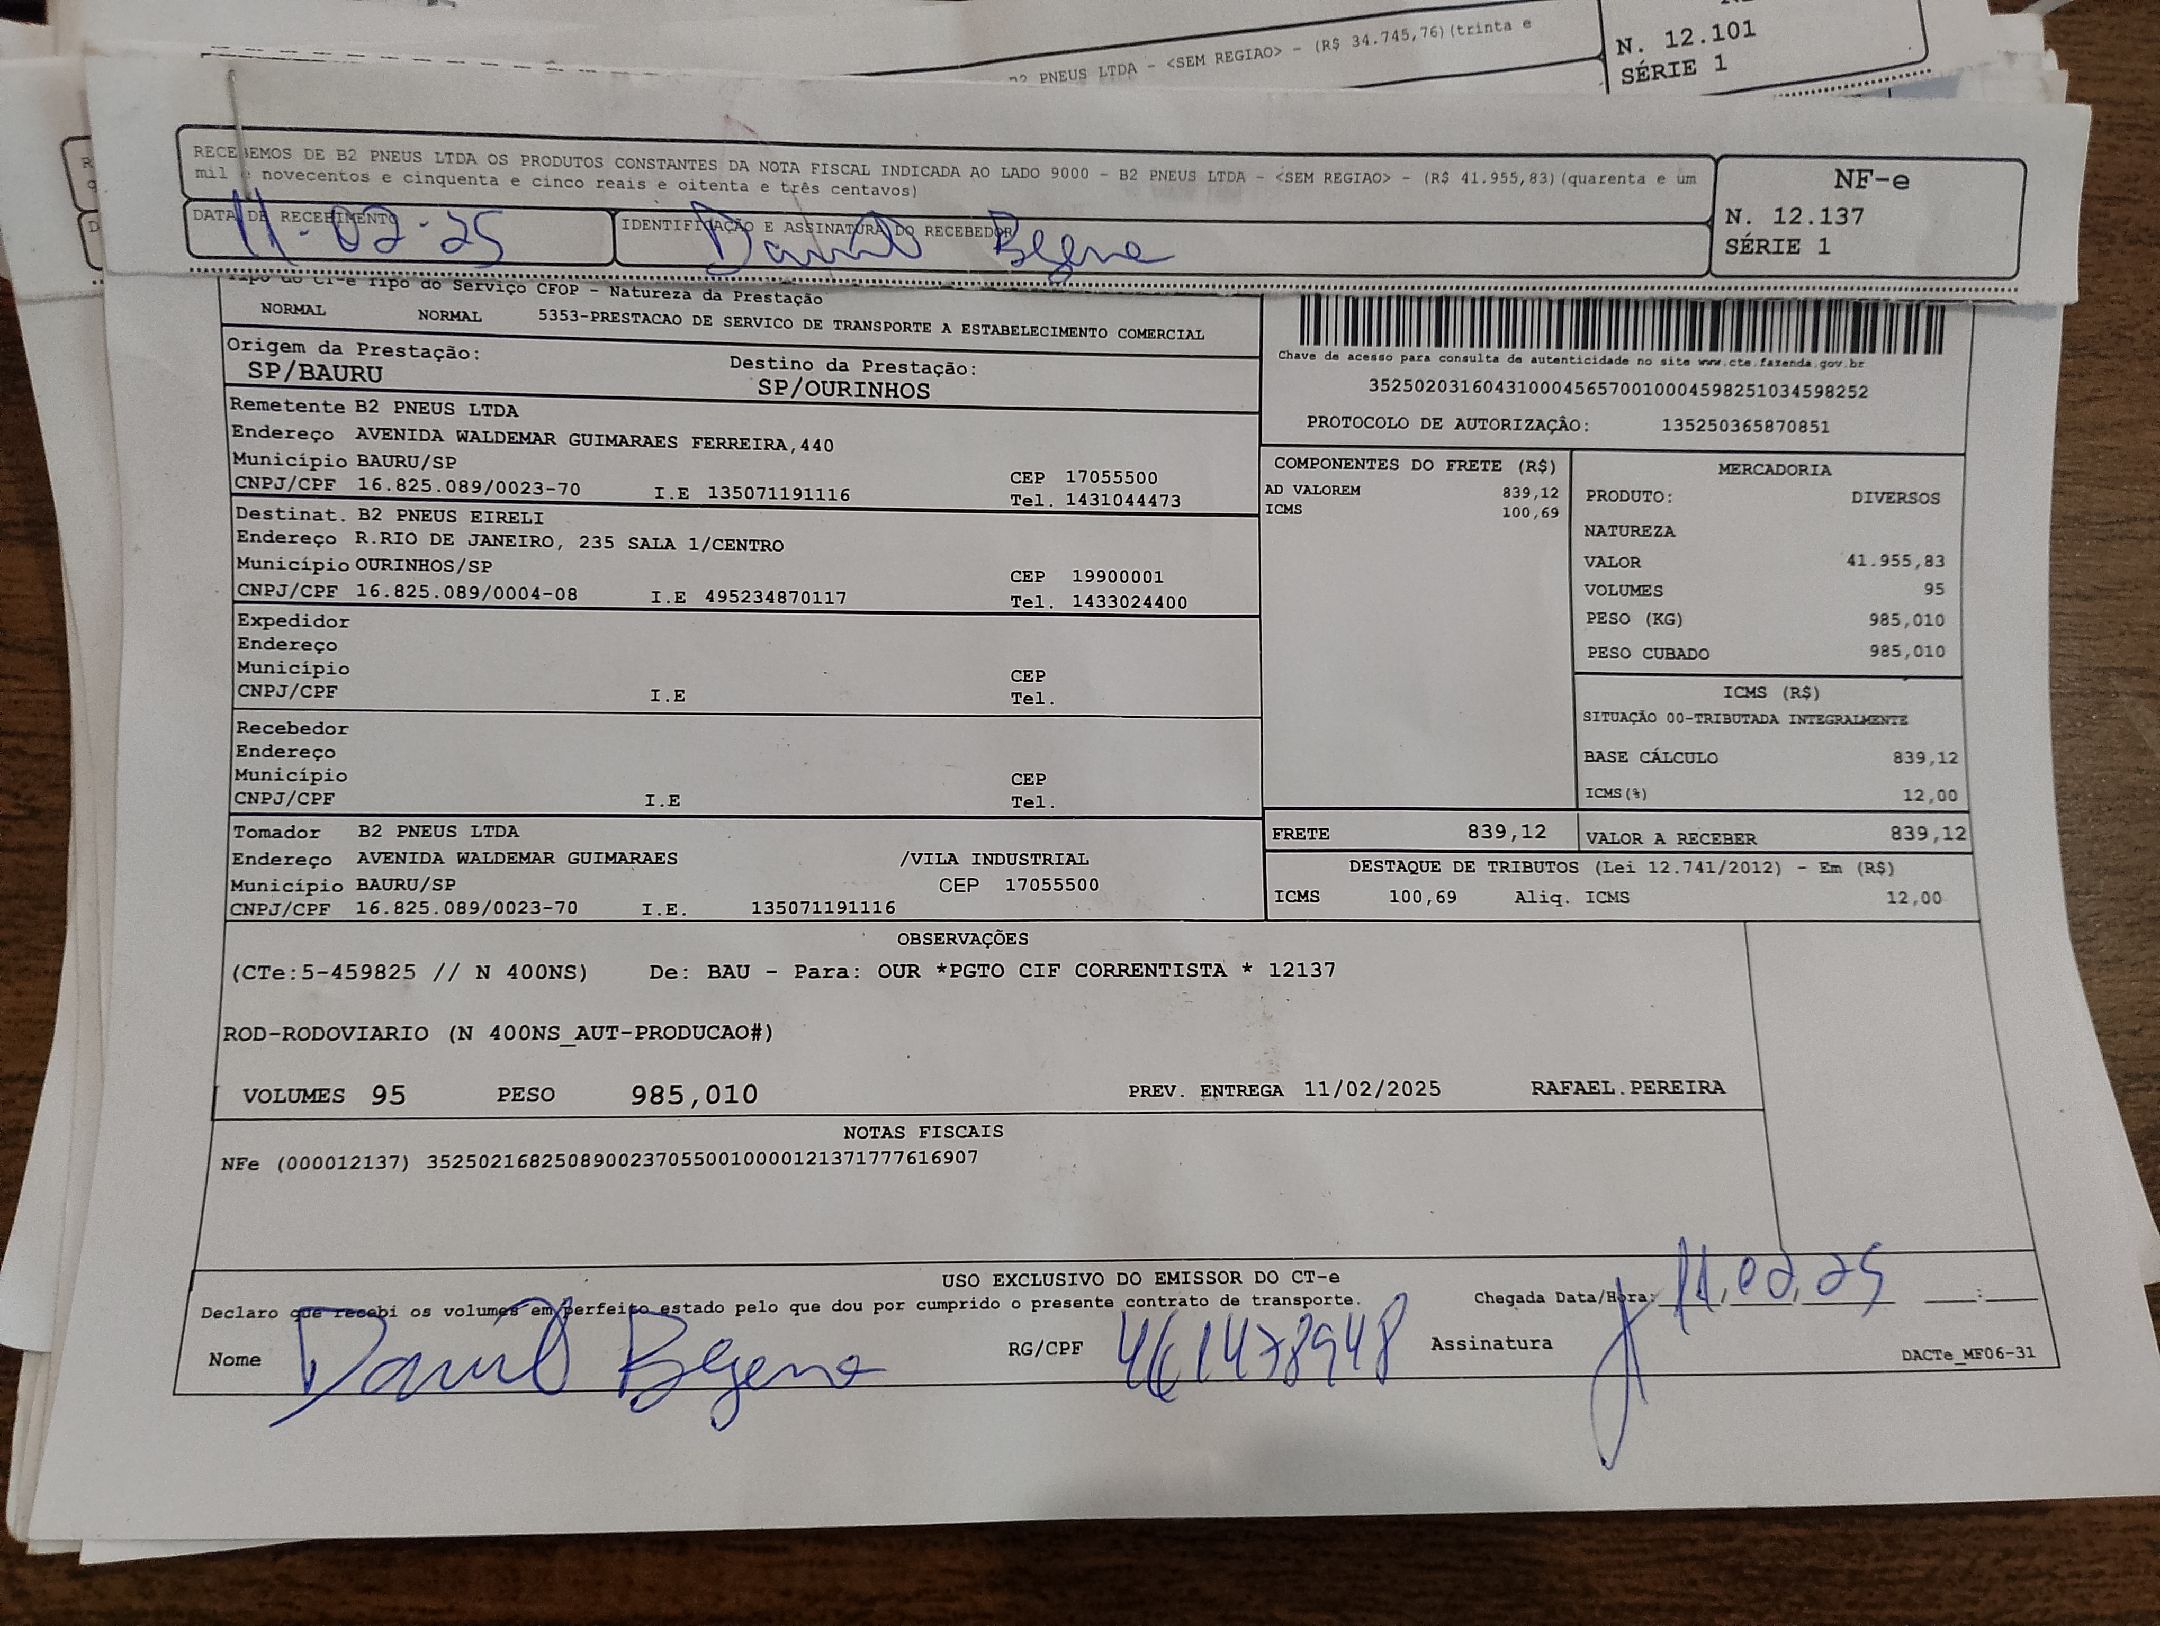 B2 PNEUS LTDA - <SEM REGIAO> - (R$ 34.745,76)(trinta e
N. 12.101
SÉRIE 1
RECEBEMOS DE B2 PNEUS LTDA OS PRODUTOS CONSTANTES DA NOTA FISCAL INDICADA AO LADO 9000 - B2 PNEUS LTDA - <SEM REGIAO> - (R$ 41.955,83)(quarenta e um
mil e novecentos e cinquenta e cinco reais e oitenta e três centavos)
NF-e
N. 12.137
SÉRIE 1
DATA DE RECEBIMENTO
11-02-25
IDENTIFICAÇÃO E ASSINATURA DO RECEBEDOR
Tipo do CT-e Tipo do Serviço CFOP - Natureza da Prestação
NORMAL NORMAL 5353-PRESTACAO DE SERVICO DE TRANSPORTE A ESTABELECIMENTO COMERCIAL
Origem da Prestação: Destino da Prestação:
SP/BAURU SP/OURINHOS
Chave de acesso para consulta de autenticidade no site www.cte.fazenda.gov.br
35250203160431000456570010004598251034598252
PROTOCOLO DE AUTORIZAÇÂO: 135250365870851
Remetente B2 PNEUS LTDA
Endereço AVENIDA WALDEMAR GUIMARAES FERREIRA,440
Município BAURU/SP CEP 17055500
CNPJ/CPF 16.825.089/0023-70 I.E 135071191116 Tel. 1431044473
Destinat. B2 PNEUS EIRELI
Endereço R.RIO DE JANEIRO, 235 SALA 1/CENTRO
Município OURINHOS/SP CEP 19900001
CNPJ/CPF 16.825.089/0004-08 I.E 495234870117 Tel. 1433024400
Expedidor
Endereço
Município CEP
CNPJ/CPF I.E Tel.
Recebedor
Endereço
Município CEP
CNPJ/CPF I.E Tel.
Tomador B2 PNEUS LTDA
Endereço AVENIDA WALDEMAR GUIMARAES /VILA INDUSTRIAL
Município BAURU/SP CEP 17055500
CNPJ/CPF 16.825.089/0023-70 I.E. 135071191116
COMPONENTES DO FRETE (R$)
AD VALOREM 839,12
ICMS 100,69
MERCADORIA
PRODUTO: DIVERSOS
NATUREZA
VALOR 41.955,83
VOLUMES 95
PESO (KG) 985,010
PESO CUBADO 985,010
ICMS (R$)
SITUAÇÃO 00-TRIBUTADA INTEGRALMENTE
BASE CÁLCULO 839,12
ICMS(%) 12,00
FRETE 839,12 VALOR A RECEBER 839,12
DESTAQUE DE TRIBUTOS (Lei 12.741/2012) - Em (R$)
ICMS 100,69 Aliq. ICMS 12,00
OBSERVAÇÕES
(CTe:5-459825 // N 400NS) De: BAU - Para: OUR *PGTO CIF CORRENTISTA * 12137
ROD-RODOVIARIO (N 400NS_AUT-PRODUCAO#)
VOLUMES 95 PESO 985,010 PREV. ENTREGA 11/02/2025 RAFAEL.PEREIRA
NOTAS FISCAIS
NFe (000012137) 35250216825089002370550010000121371777616907
USO EXCLUSIVO DO EMISSOR DO CT-e
Declaro que recebi os volumes em perfeito estado pelo que dou por cumprido o presente contrato de transporte. Chegada Data/Hora: 11.02.25 :
Nome RG/CPF 461478948 Assinatura
DACTe_MF06-31